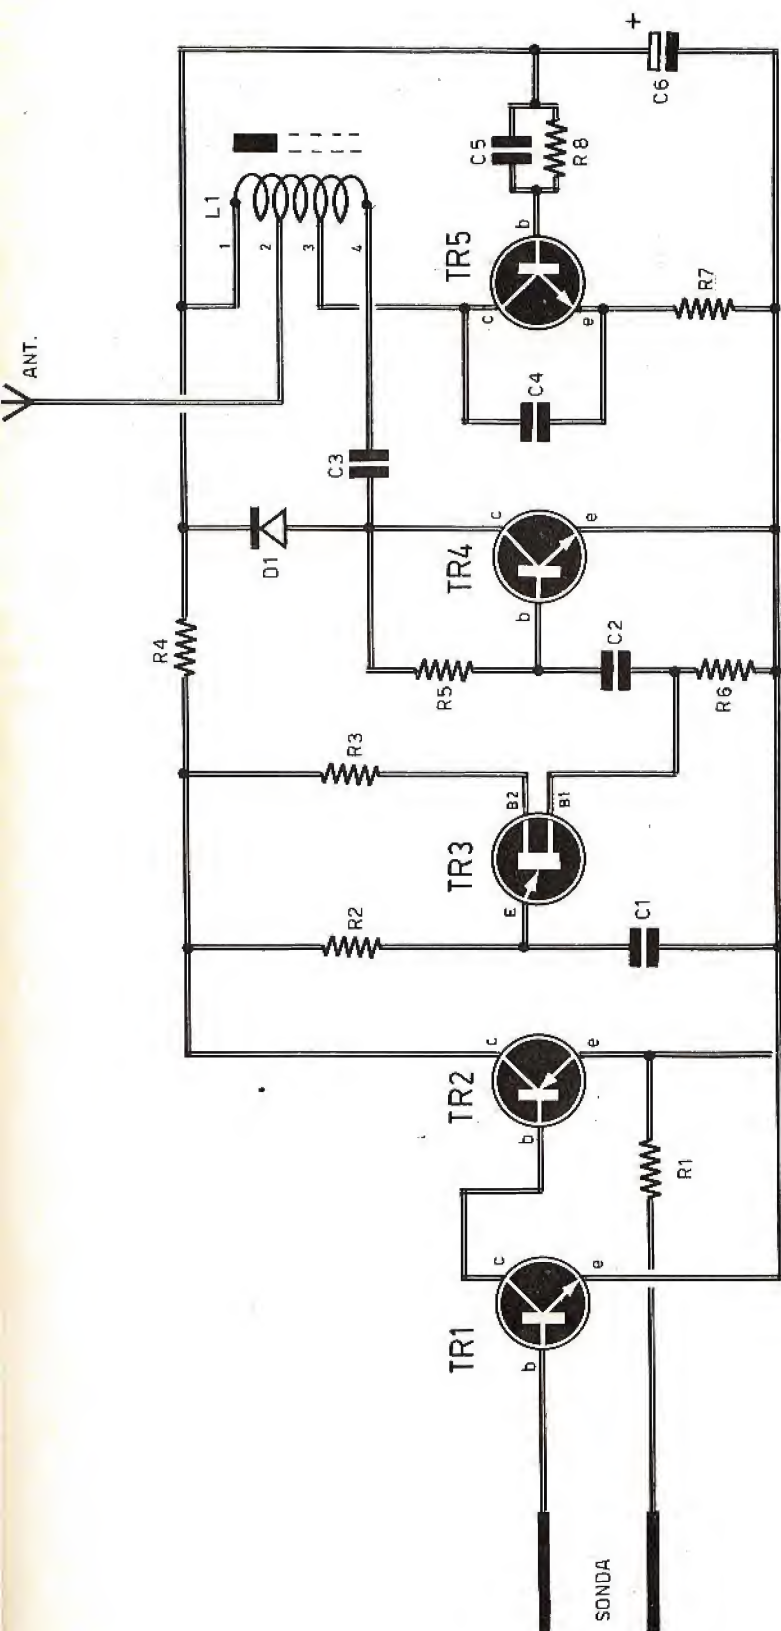 ANT.
+
C6
L1
1
2
3
4
C5
R8
b
TR5
c
e
R7
C4
C3
D1
R4
TR4
c
e
b
C2
R5
R6
R3
B2
B1
TR3
E
R2
C1
TR2
c
e
b
R1
TR1
c
e
b
SONDA